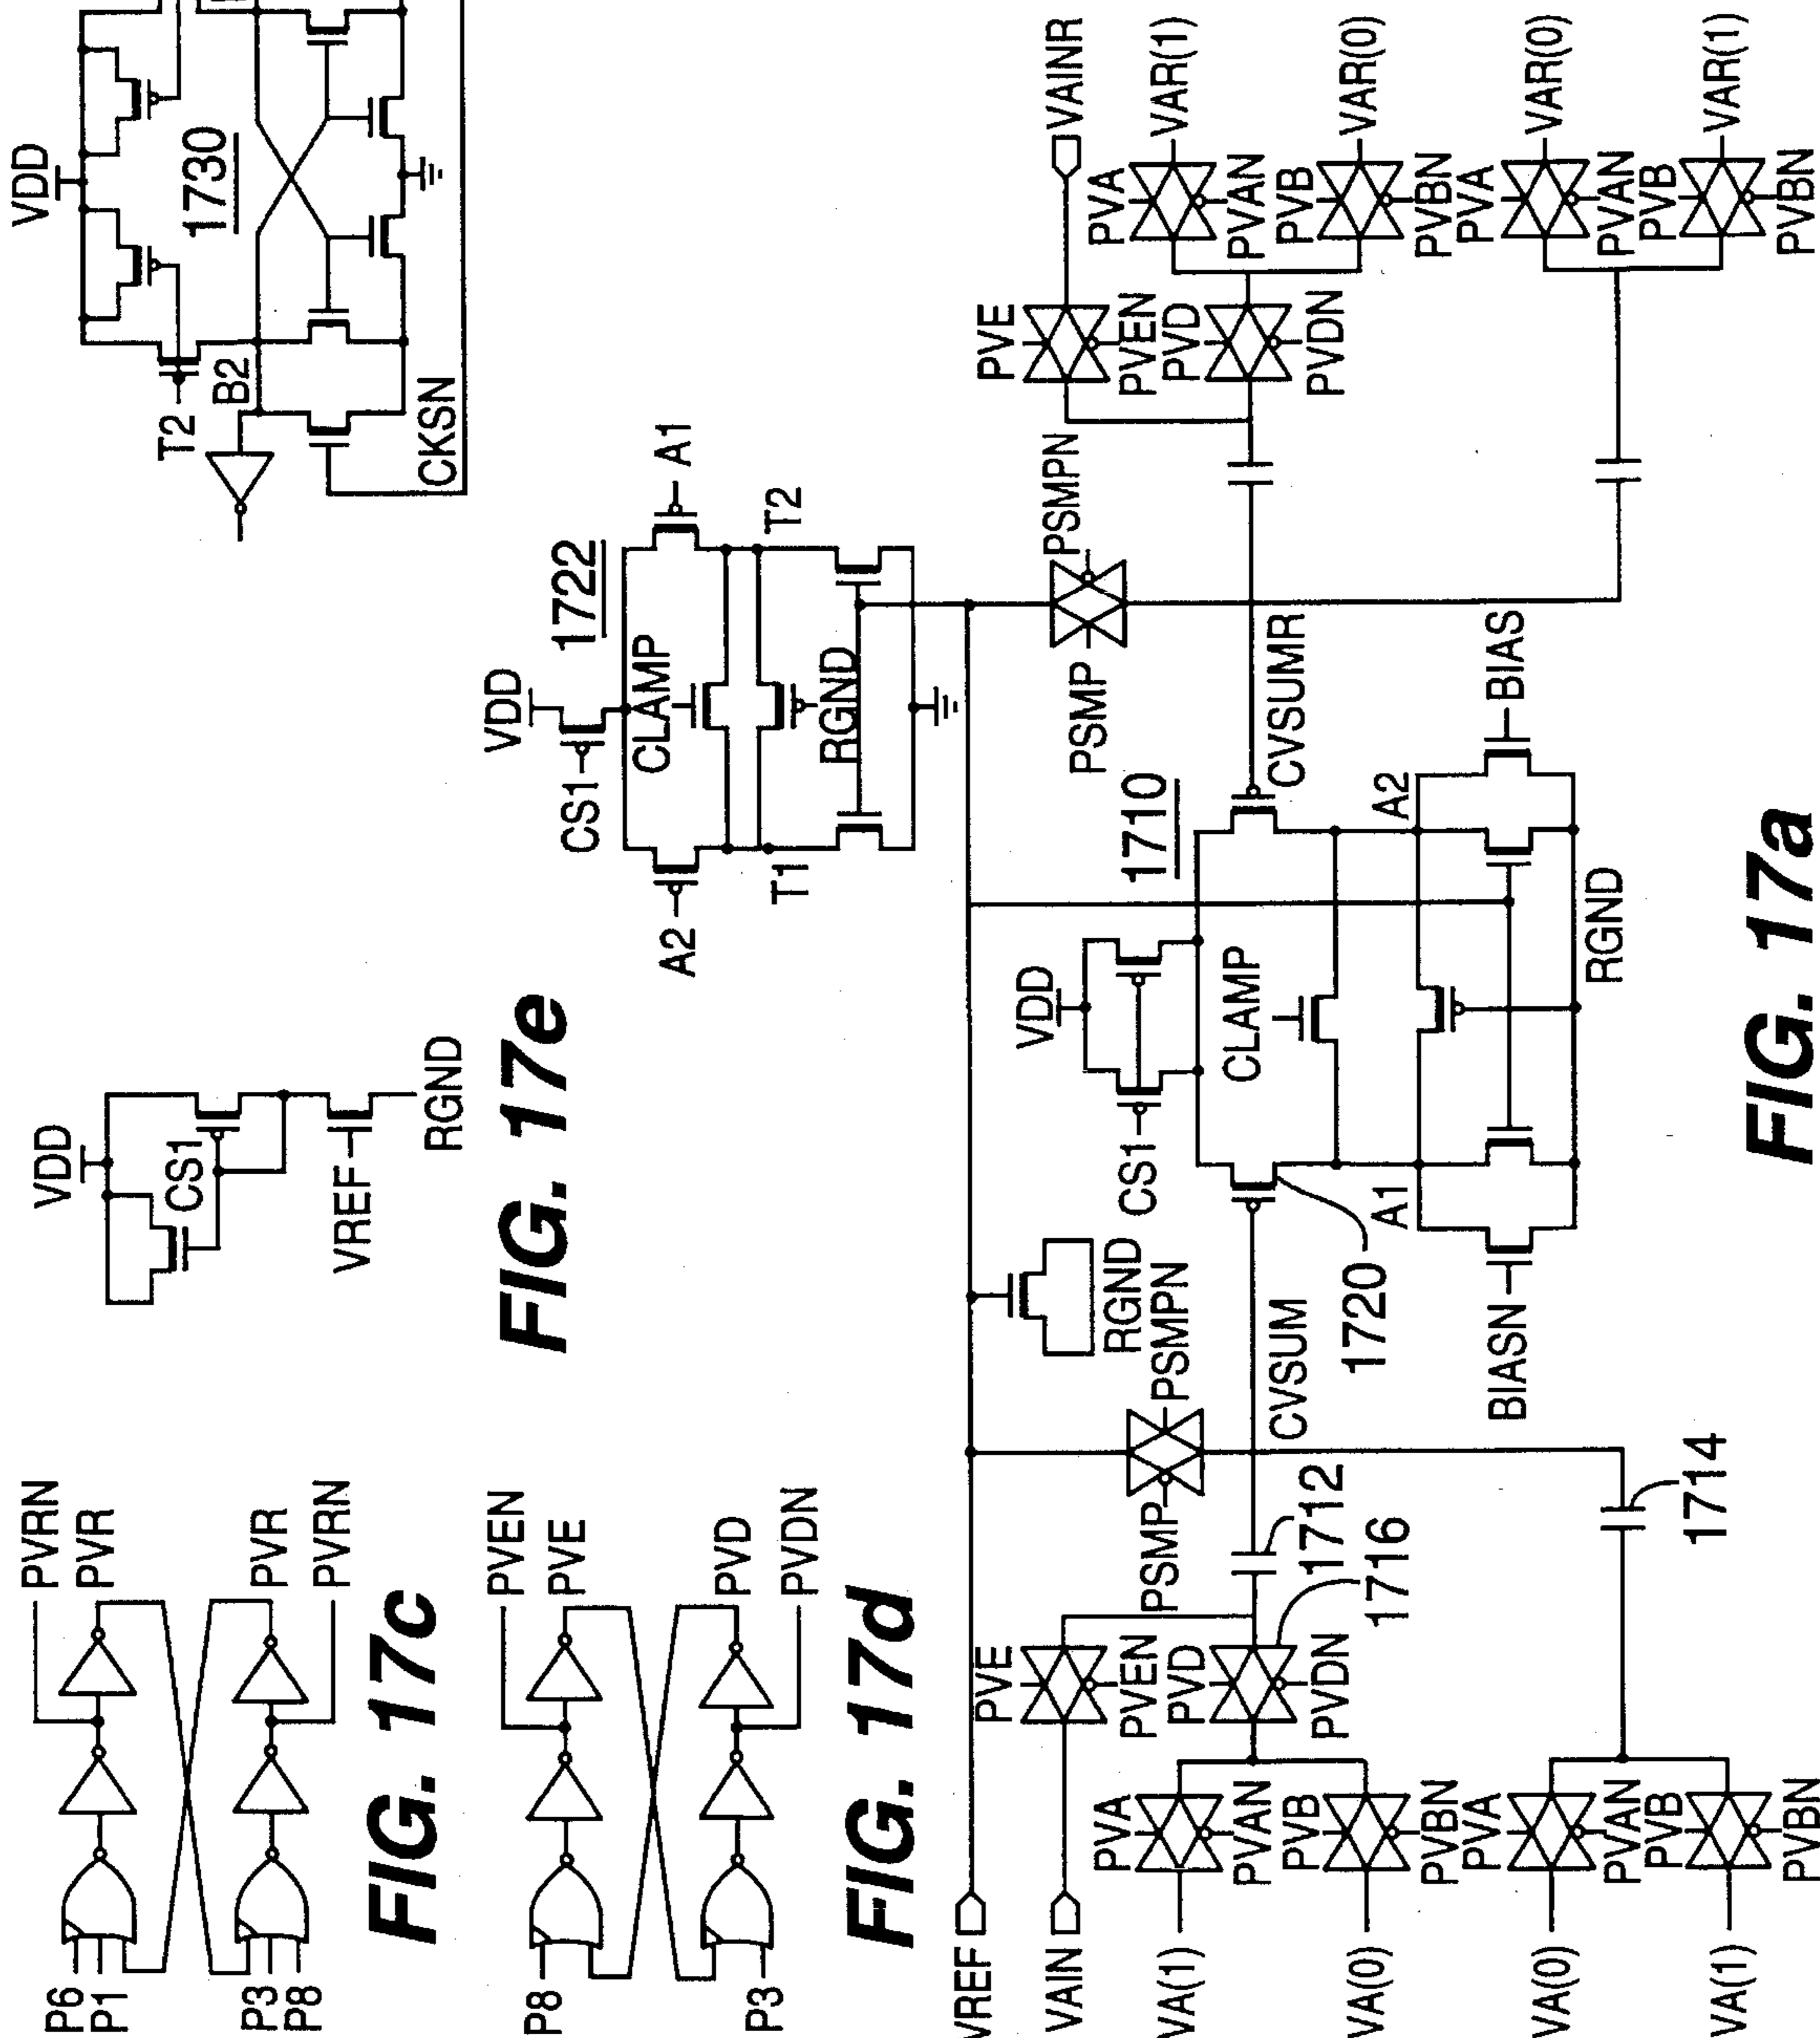 VDD
1730
T2
B2
CKSN
PVRN
P6
PVR
P1
P3
PVR
P8
PVRN
FIG. 17c
PVEN
P8
PVE
PVD
P3
PVDN
FIG. 17d
VDD
CS1
VREF
RGND
FIG. 17e
VDD
1722
CS1
CLAMP
A2
A1
T1
T2
RGND
VREF
VAIN
PVE
PVEN
PVD
PVDN
VA(1)
PVA
PVAN
VA(0)
PVB
PVBN
VA(0)
PVA
PVAN
VA(1)
PVB
PVBN
PSMP
PSMPN
1712
1716
1714
RGND
CVSUM
1720
VDD
CS1
CLAMP
1710
A1
A2
BIASN
BIAS
RGND
CVSUMR
PSMP
PSMPN
PVE
PVEN
PVD
PVDN
VAINR
PVA
PVAN
VAR(1)
PVB
PVBN
VAR(0)
PVA
PVAN
VAR(0)
PVB
PVBN
VAR(1)
FIG. 17a